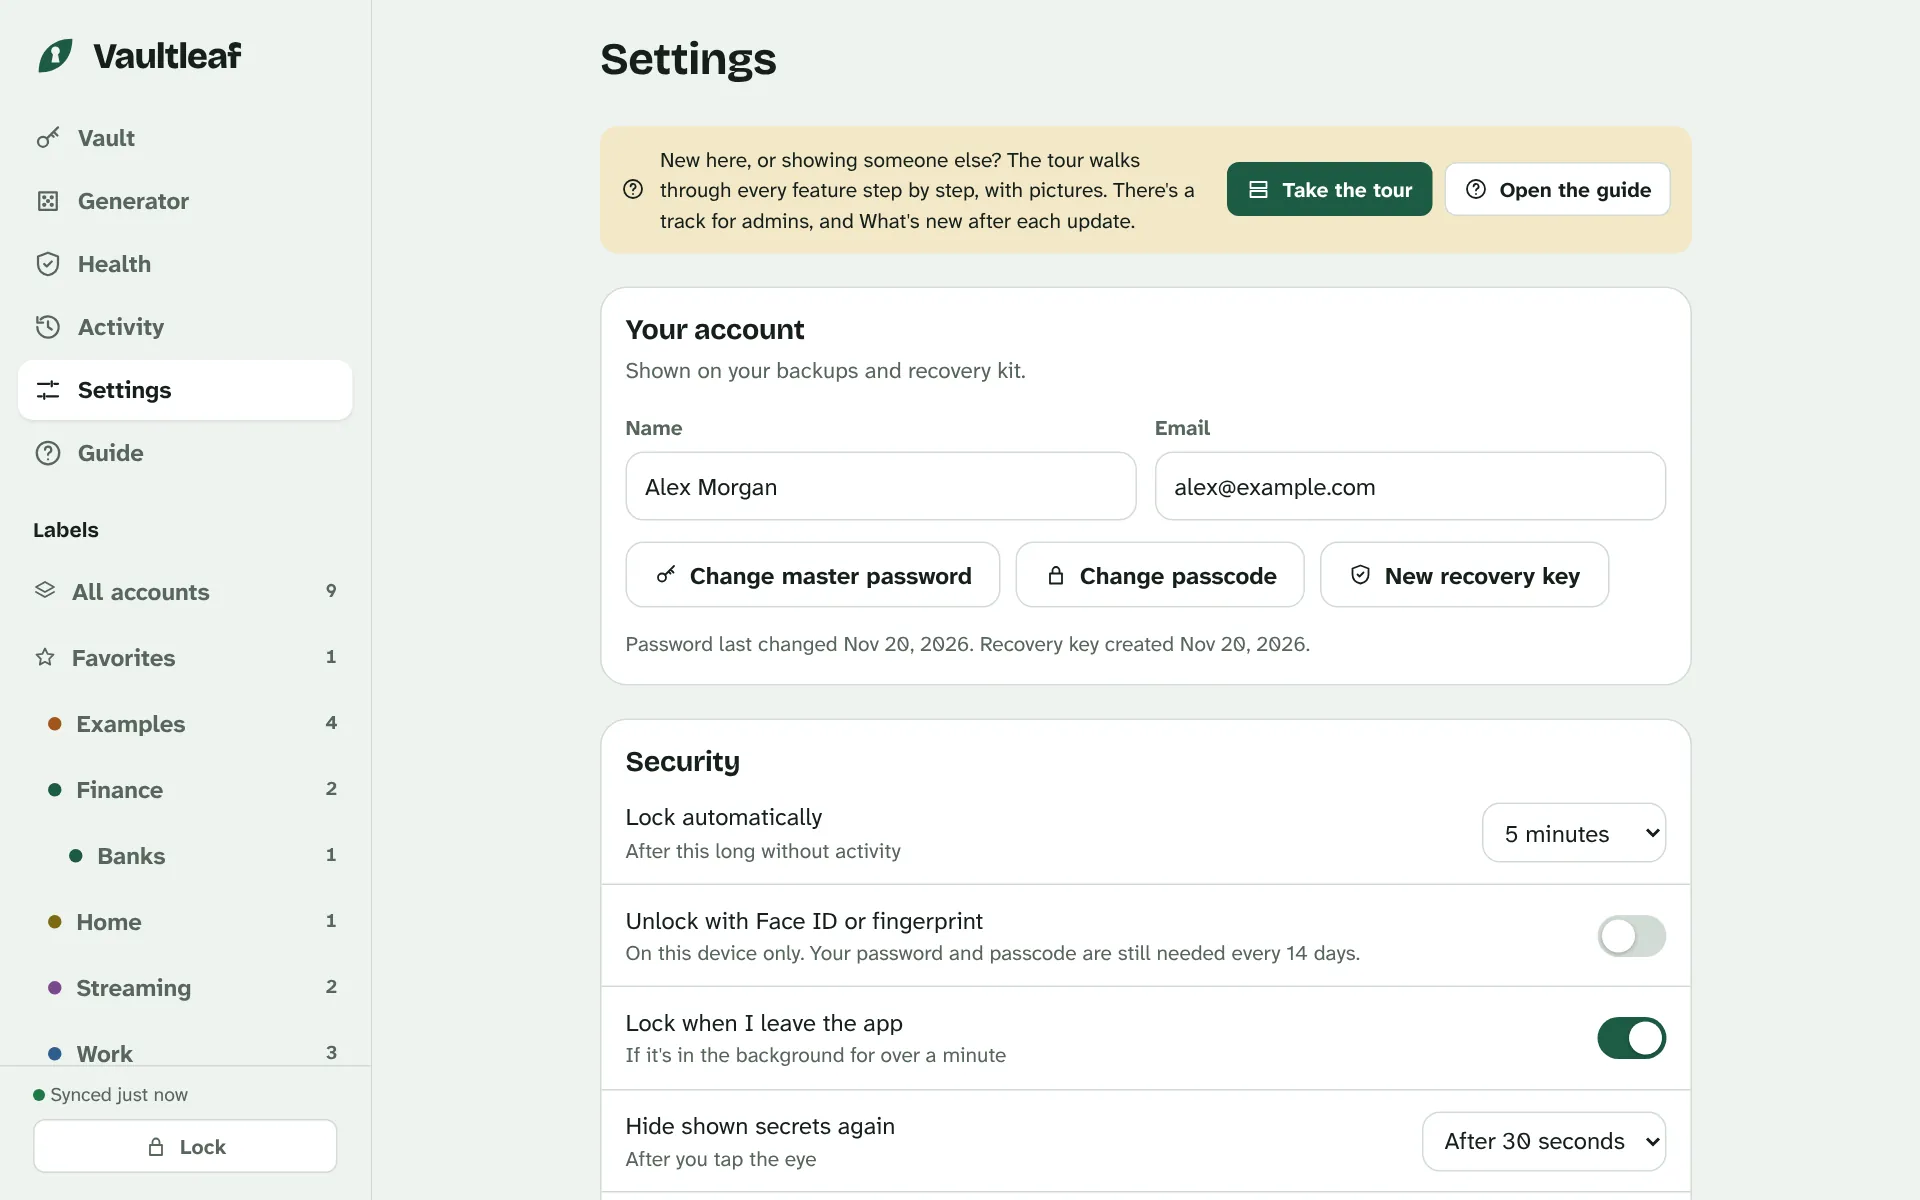 Vaultleaf
Vault
Generator
Health
Activity
Settings
Guide
Labels
All accounts 9
Favorites 1
Examples 4
Finance 2
Banks 1
Home 1
Streaming 2
Work 3
Synced just now
Lock
Settings
New here, or showing someone else? The tour walks
through every feature step by step, with pictures. There's a
track for admins, and What's new after each update.
Take the tour
Open the guide
Your account
Shown on your backups and recovery kit.
Name
Email
Alex Morgan
alex@example.com
Change master password
Change passcode
New recovery key
Password last changed Nov 20, 2026. Recovery key created Nov 20, 2026.
Security
Lock automatically
After this long without activity
5 minutes
Unlock with Face ID or fingerprint
On this device only. Your password and passcode are still needed every 14 days.
Lock when I leave the app
If it's in the background for over a minute
Hide shown secrets again
After you tap the eye
After 30 seconds